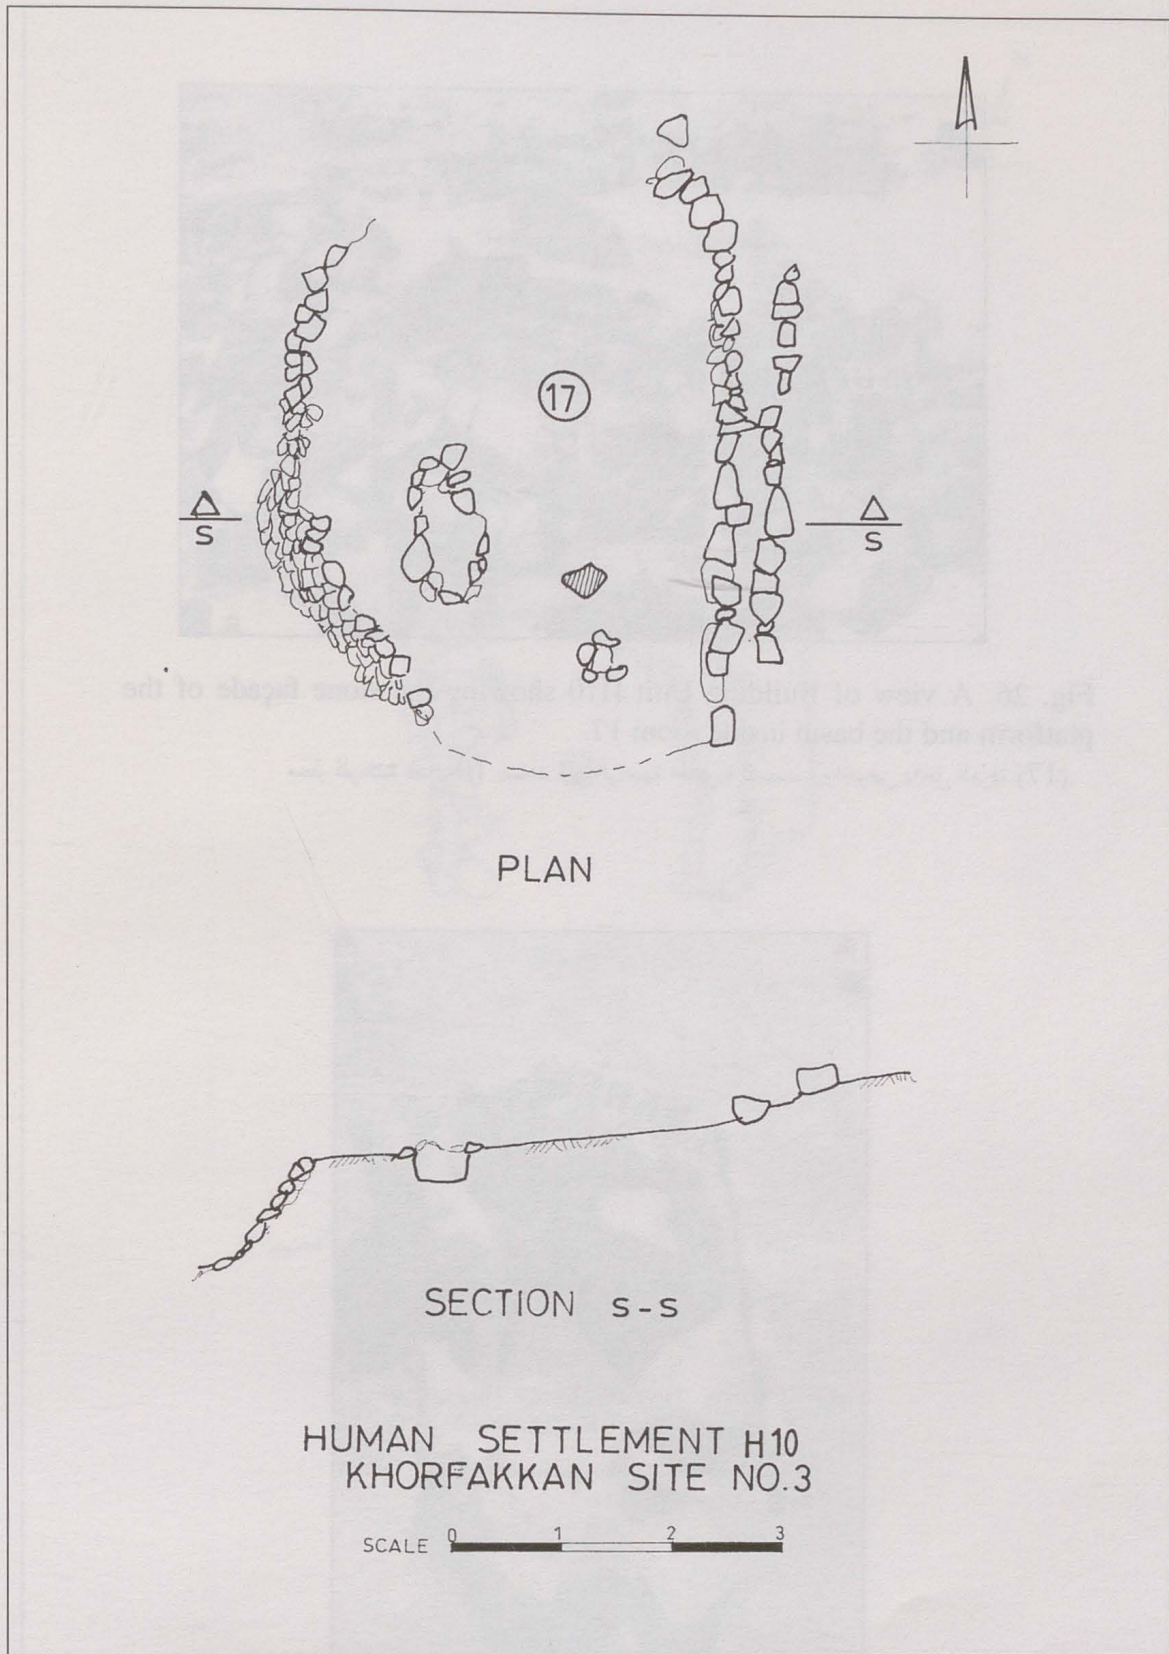 17
S
S
PLAN
SECTION S-S
HUMAN SETTLEMENT H10
KHORFAKKAN SITE NO.3
SCALE 0 1 2 3
Fig. 26 A view of Building Unit H10 showing the stone façade of the
platform and the basin inside room 17.